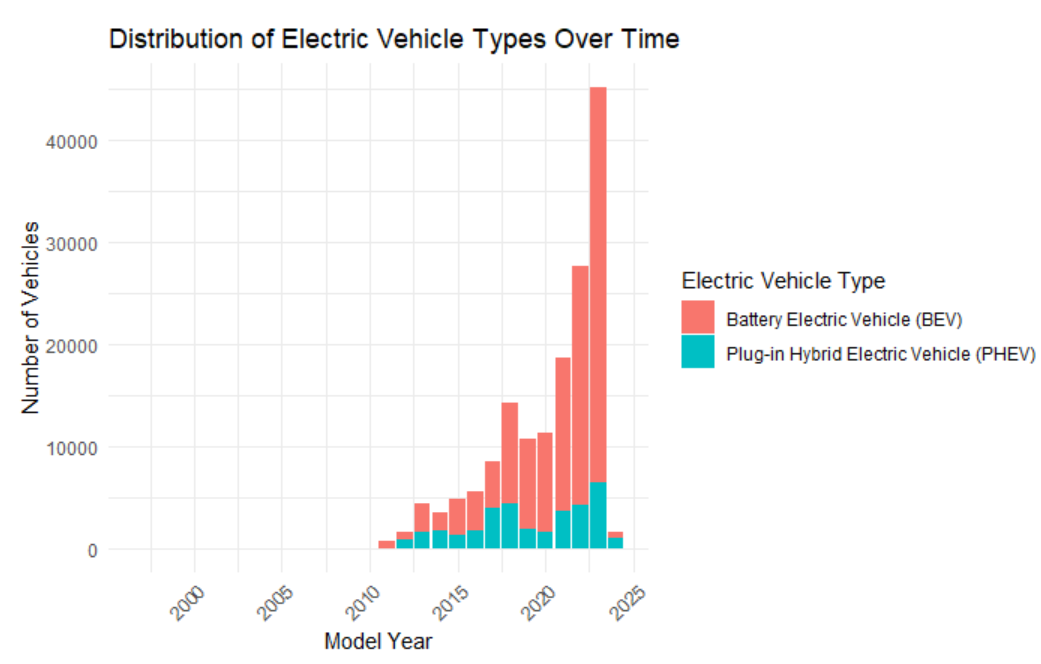 Distribution of Electric Vehicle Types Over Time
Number of Vehicles
40000
30000
20000
10000
0
2000
2005
2010
2015
2020
2025
Model Year
Electric Vehicle Type
Battery Electric Vehicle (BEV)
Plug-in Hybrid Electric Vehicle (PHEV)